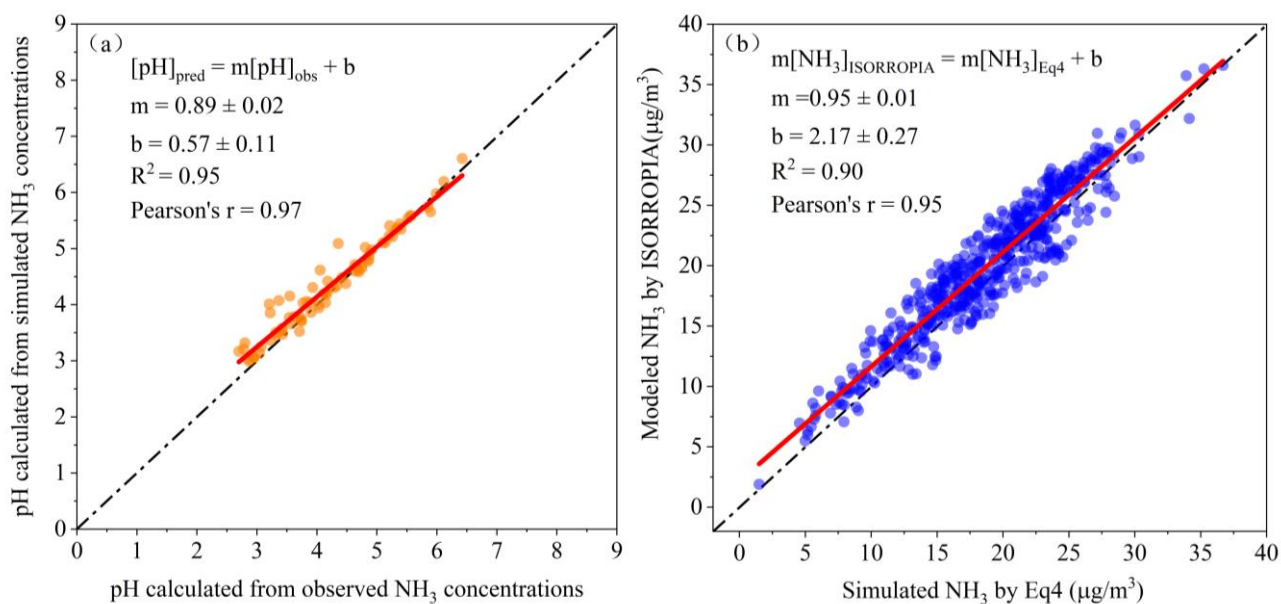 (a)
[pH]pred = m[pH]obs + b
m = 0.89 ± 0.02
b = 0.57 ± 0.11
R² = 0.95
Pearson's r = 0.97
9
8
7
6
5
4
3
2
1
0
0 1 2 3 4 5 6 7 8 9
pH calculated from simulated NH₃ concentrations
pH calculated from observed NH₃ concentrations
(b)
m[NH₃]ISORROPIA = m[NH₃]Eq4 + b
m =0.95 ± 0.01
b = 2.17 ± 0.27
R² = 0.90
Pearson's r = 0.95
40
35
30
25
20
15
10
5
0
0 5 10 15 20 25 30 35 40
Modeled NH₃ by ISORROPIA(μg/m³)
Simulated NH₃ by Eq4 (μg/m³)